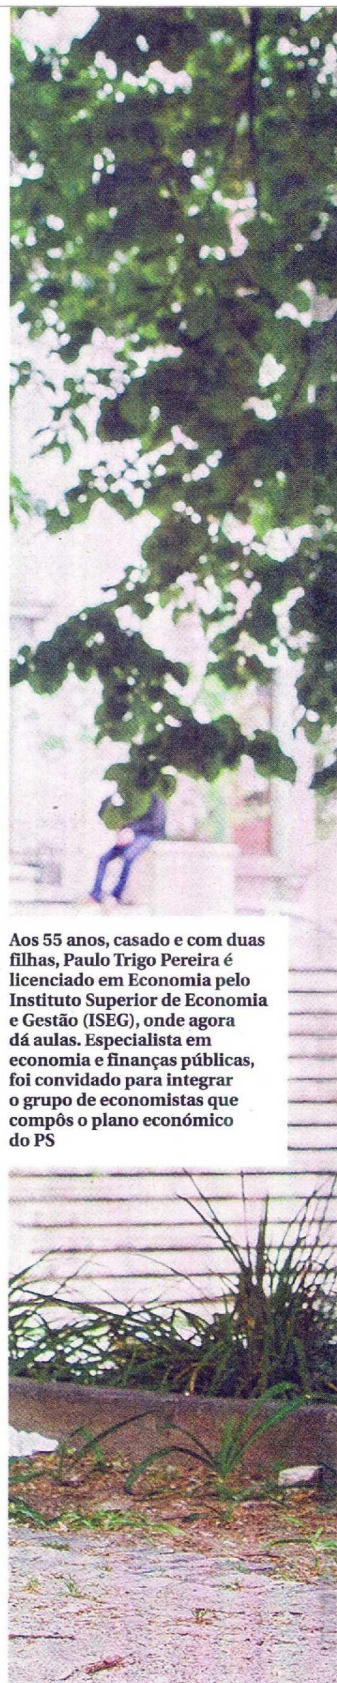 Aos 55 anos, casado e com duas
filhas, Paulo Trigo Pereira é
licenciado em Economia pelo
Instituto Superior de Economia
e Gestão (ISEG), onde agora
dá aulas. Especialista em
economia e finanças públicas,
foi convidado para integrar
o grupo de economistas que
compôs o plano económico
do PS